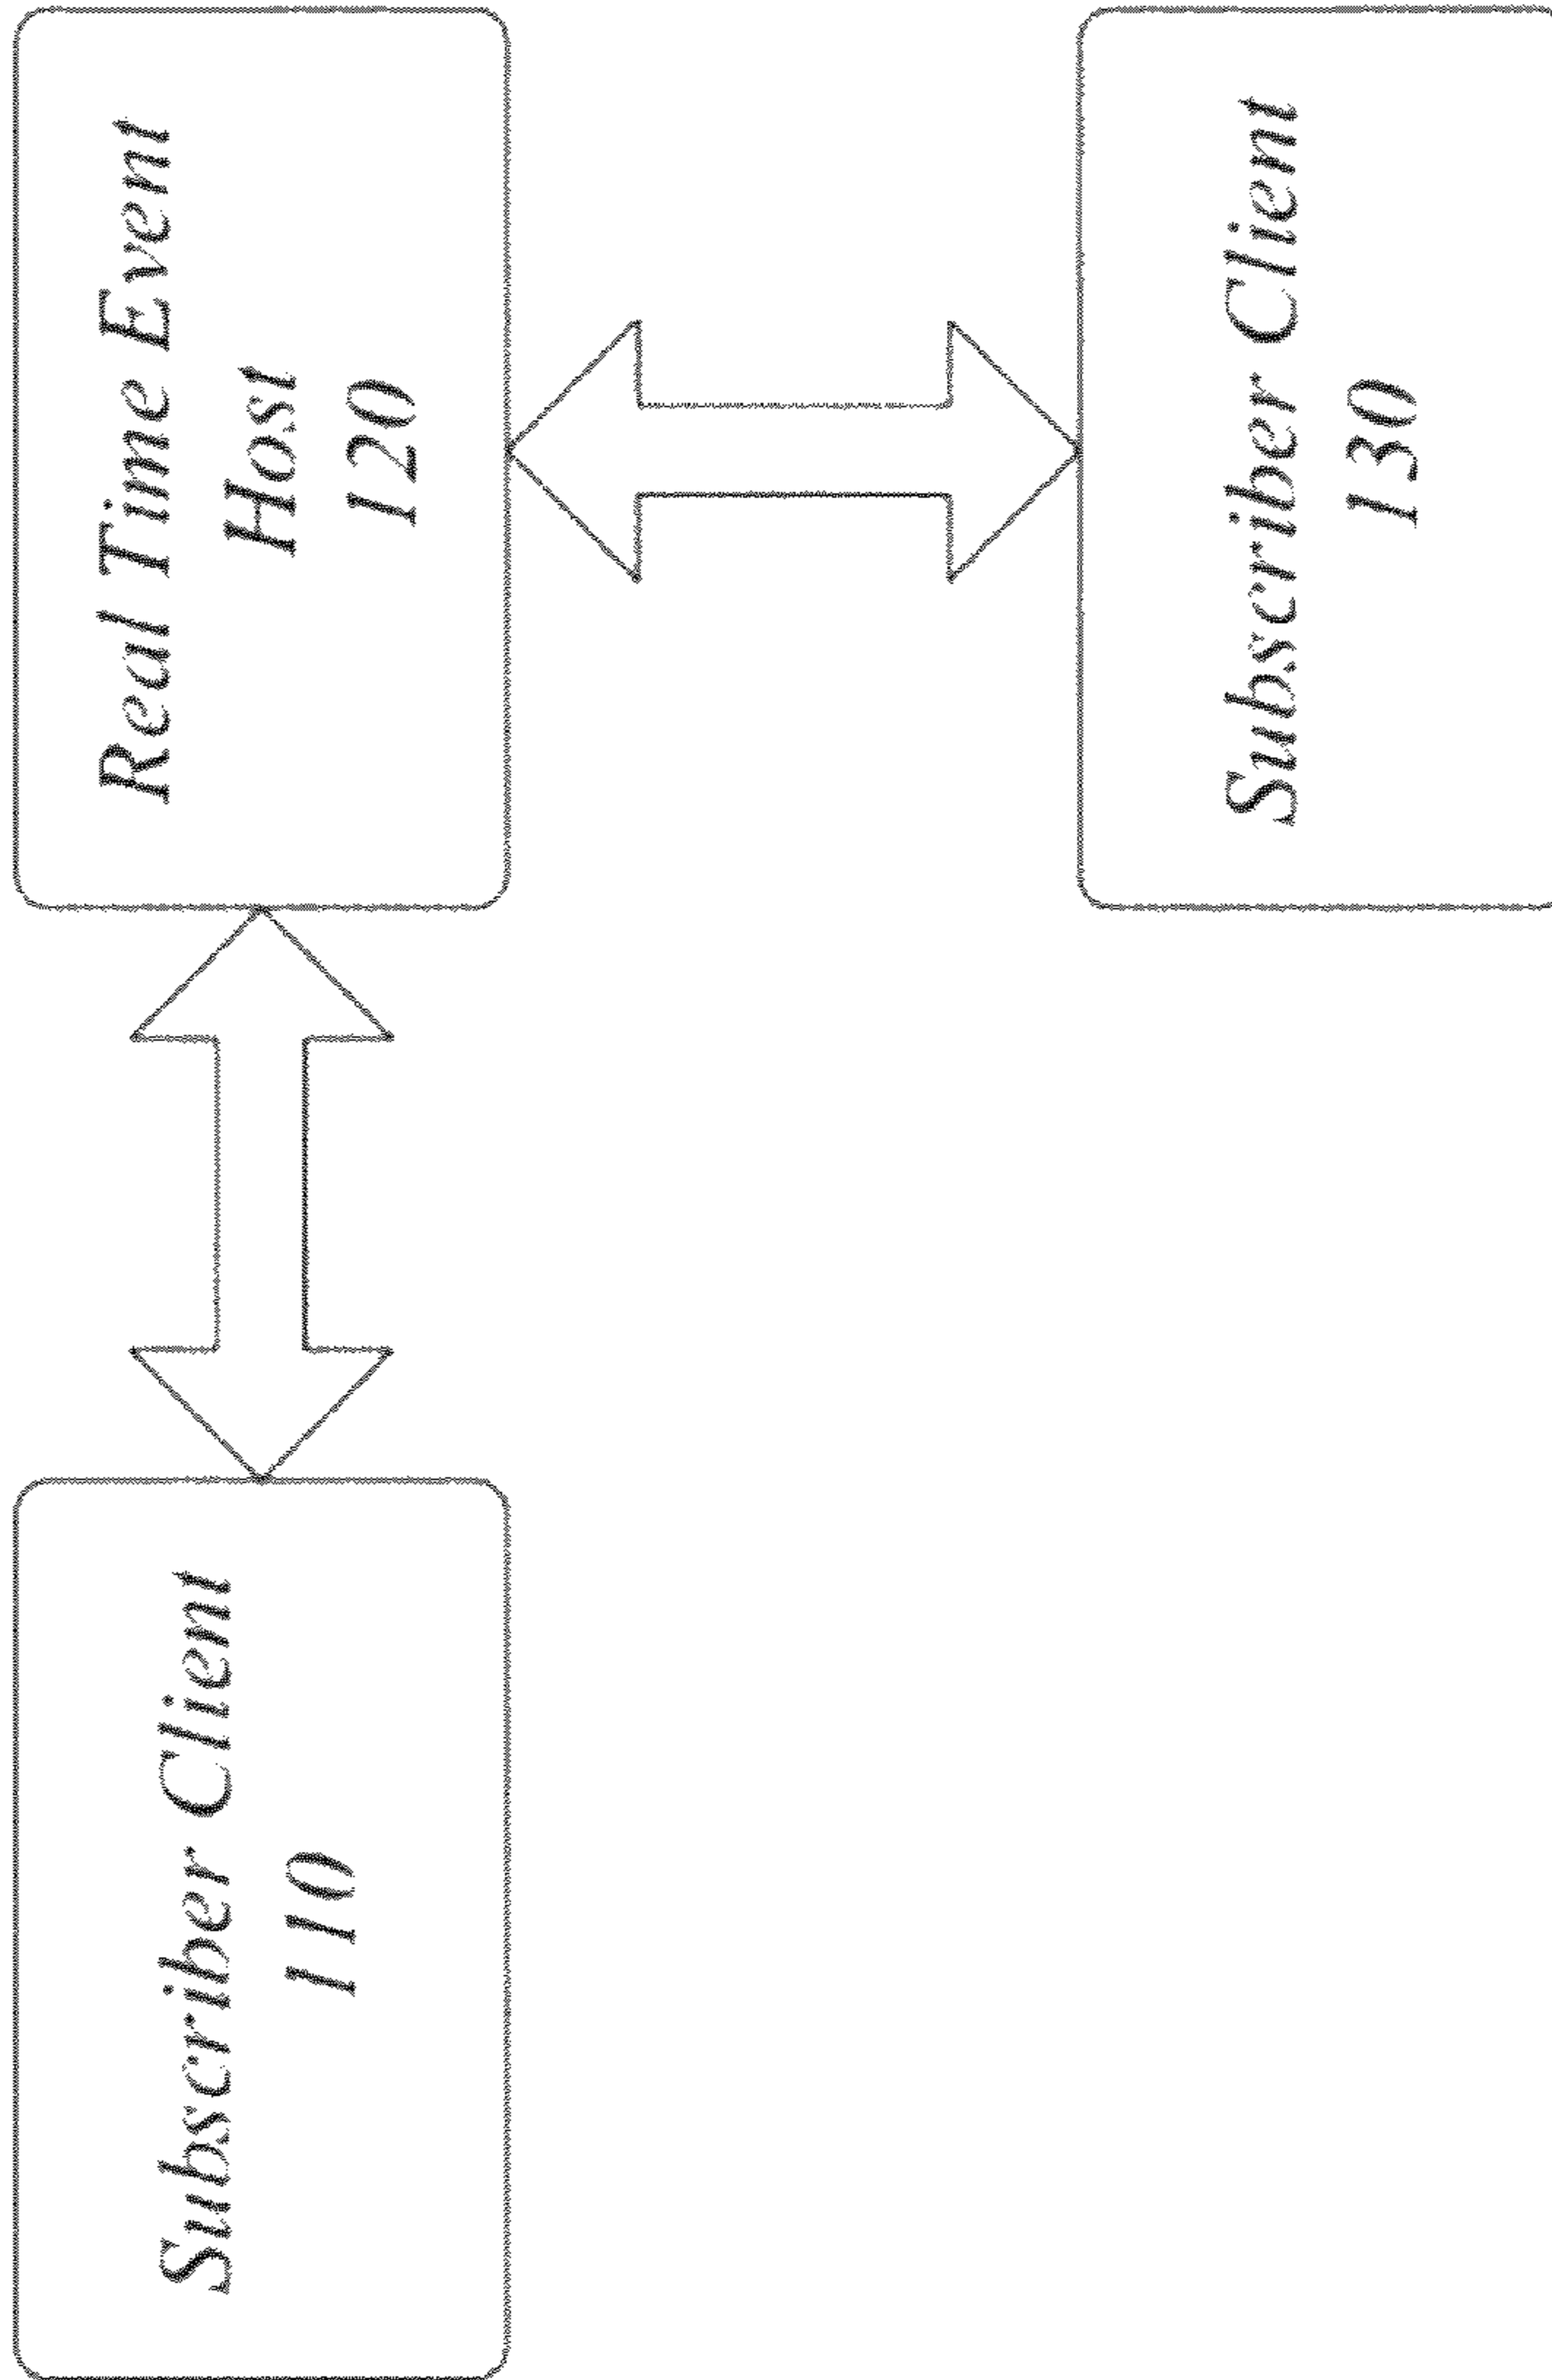 Subscriber Client
110
Real Time Event
Host
120
Subscriber Client
130